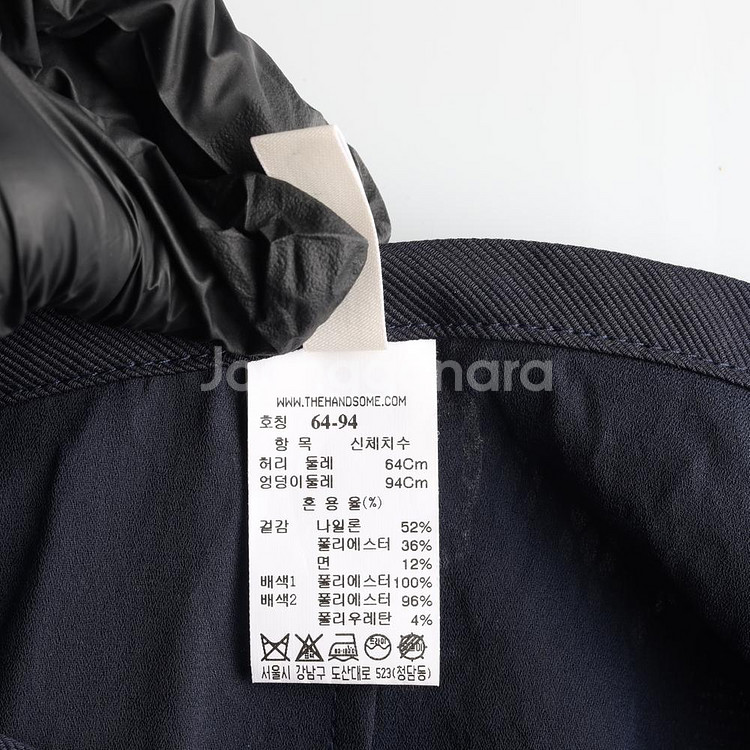 WWW.THEHANDSOME.COM
호칭 64-94
항 목 신체치수
허리 둘레 64Cm
엉덩이둘레 94Cm
혼 용 율(%)
겉감 나일론 52%
폴리에스터 36%
면 12%
배색1 폴리에스터100%
배색2 폴리에스터 96%
폴리우레탄 4%
드라이
서울시 강남구 도산대로 523(청담동)